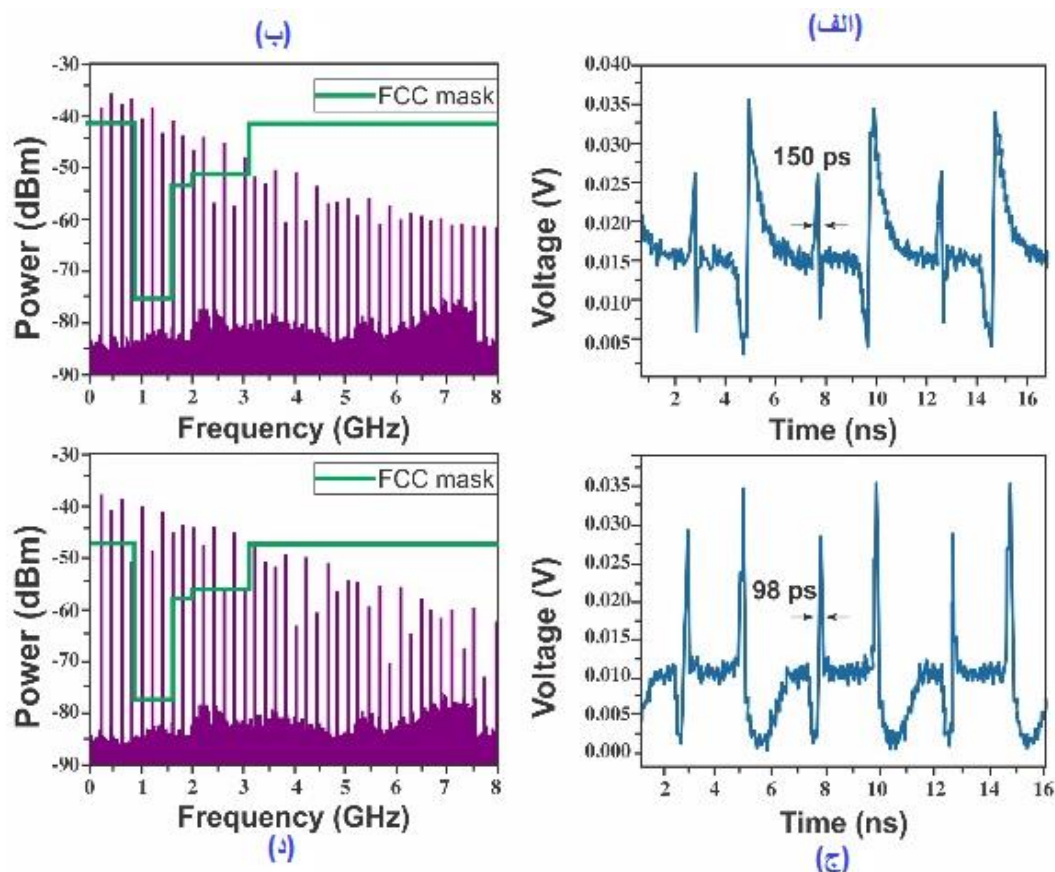 (ب)
-30
-40
-50
-60
-70
-80
-90
Power (dBm)
FCC mask
0 1 2 3 4 5 6 7 8
Frequency (GHz)
(الف)
0.040
0.035
0.030
0.025
0.020
0.015
0.010
0.005
Voltage (V)
150 ps
2 4 6 8 10 12 14 16
Time (ns)
-30
-40
-50
-60
-70
-80
-90
Power (dBm)
FCC mask
0 1 2 3 4 5 6 7 8
Frequency (GHz)
(د)
0.035
0.030
0.025
0.020
0.015
0.010
0.005
0.000
Voltage (V)
98 ps
2 4 6 8 10 12 14 16
Time (ns)
(ج)